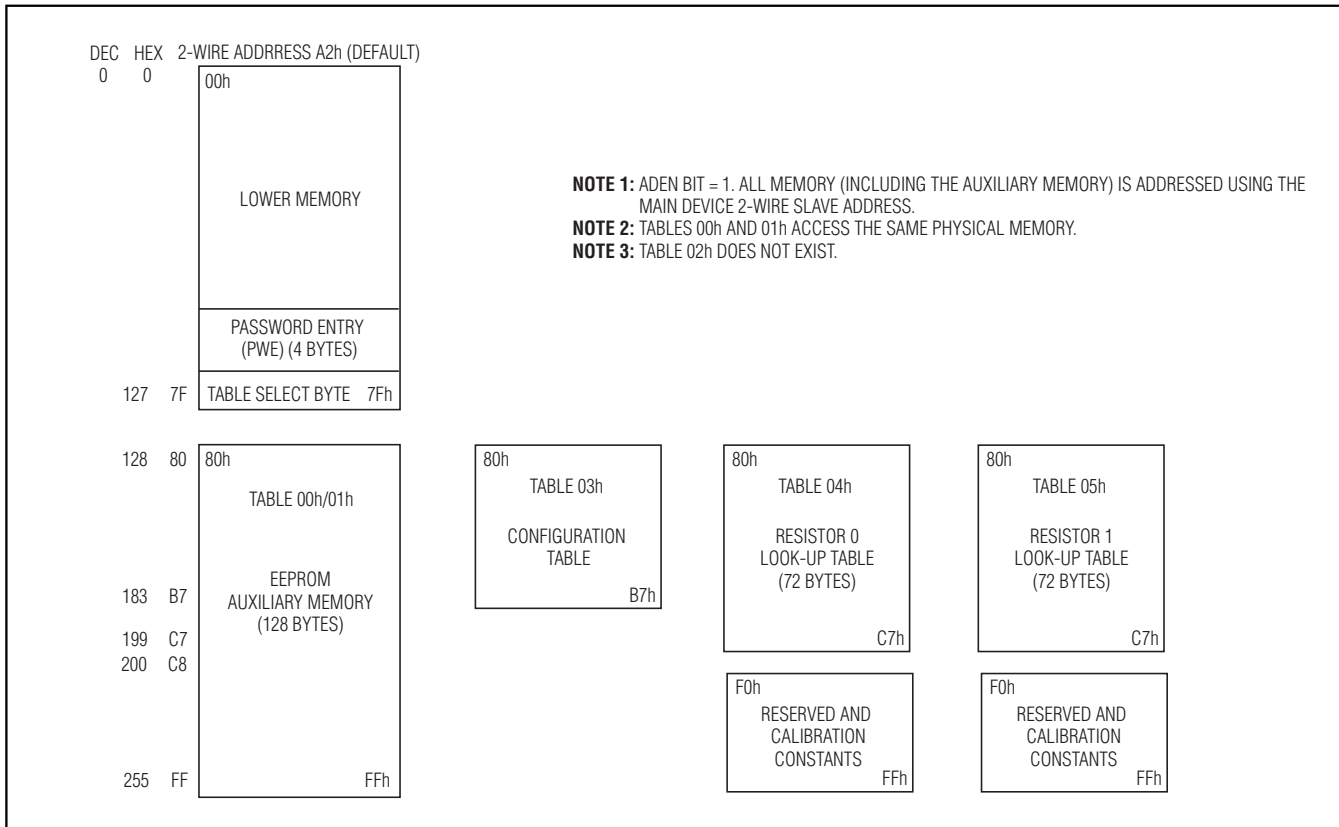 DEC HEX 2-WIRE ADDRRESS A2h (DEFAULT)
0 0
00h
LOWER MEMORY
PASSWORD ENTRY
(PWE) (4 BYTES)
127 7F TABLE SELECT BYTE 7Fh
NOTE 1: ADEN BIT = 1. ALL MEMORY (INCLUDING THE AUXILIARY MEMORY) IS ADDRESSED USING THE
MAIN DEVICE 2-WIRE SLAVE ADDRESS.
NOTE 2: TABLES 00h AND 01h ACCESS THE SAME PHYSICAL MEMORY.
NOTE 3: TABLE 02h DOES NOT EXIST.
128 80 80h
TABLE 00h/01h
EEPROM
AUXILIARY MEMORY
(128 BYTES)
183 B7
199 C7
200 C8
255 FF FFh
80h
TABLE 03h
CONFIGURATION
TABLE
B7h
80h
TABLE 04h
RESISTOR 0
LOOK-UP TABLE
(72 BYTES)
C7h
F0h
RESERVED AND
CALIBRATION
CONSTANTS
FFh
80h
TABLE 05h
RESISTOR 1
LOOK-UP TABLE
(72 BYTES)
C7h
F0h
RESERVED AND
CALIBRATION
CONSTANTS
FFh